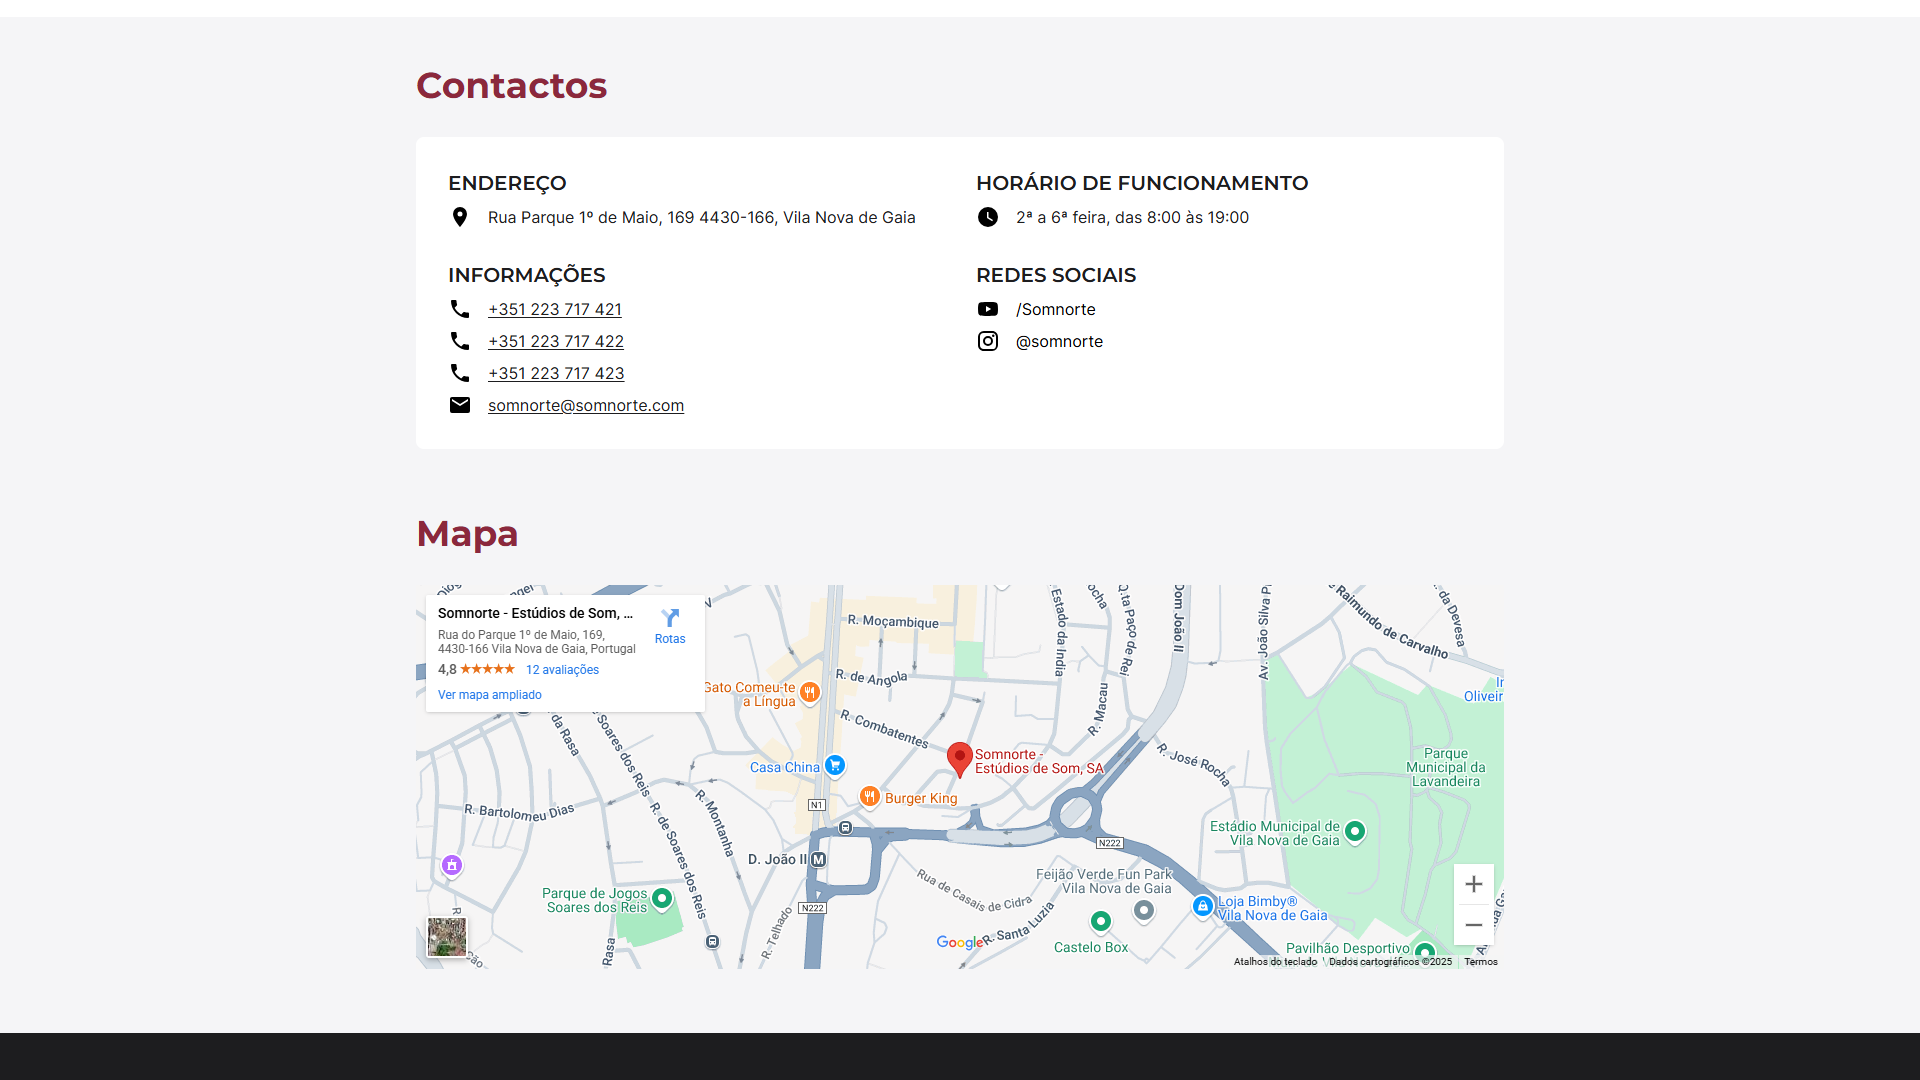 Contactos
ENDEREÇO
Rua Parque 1º de Maio, 169 4430-166, Vila Nova de Gaia
HORÁRIO DE FUNCIONAMENTO
2ª a 6ª feira, das 8:00 às 19:00
INFORMAÇÕES
+351 223 717 421
+351 223 717 422
+351 223 717 423
somnorte@somnorte.com
REDES SOCIAIS
/Somnorte
@somnorte
Mapa
Somnorte - Estúdios de Som, ...
Rua do Parque 1º de Maio, 169,
4430-166 Vila Nova de Gaia, Portugal
4,8
12 avaliações
Ver mapa ampliado
Rotas
R. Moçambique
R. de Angola
Gato Comeu-te
a Língua
R. Combatentes
Casa China
Somnorte -
Estúdios de Som, SA
Burger King
N1
Estado da India
Q.ta Paço de Rei
Dom João II
R. Macau
R. José Rocha
Av. João Silva P
Raimundo de Carvalho
da Devesa
Oliveir
Parque
Municipal da
Lavandeira
Estádio Municipal de
Vila Nova de Gaia
da Rasa
Soares dos Reis
R. de Soares dos Reis
R. Montanha
R. Bartolomeu Dias
D. João II
M
N222
N222
Parque de Jogos
Soares dos Reis
Rasa
R. Telhado
Rua de Casais de Cidra
R. Santa Luzia
Feijão Verde Fun Park
Vila Nova de Gaia
Castelo Box
Loja Bimby®
Vila Nova de Gaia
Pavilhão Desportivo
Google
Atalhos do teclado
Dados cartográficos ©2025
Termos